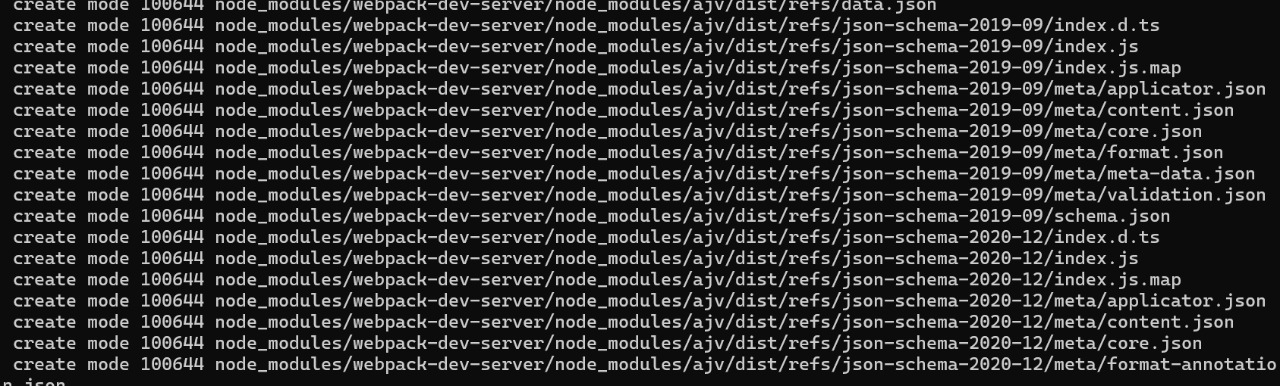 create mode 100644 node_modules/webpack-dev-server/node_modules/ajv/dist/refs/data.json
create mode 100644 node_modules/webpack-dev-server/node_modules/ajv/dist/refs/json-schema-2019-09/index.d.ts
create mode 100644 node_modules/webpack-dev-server/node_modules/ajv/dist/refs/json-schema-2019-09/index.js
create mode 100644 node_modules/webpack-dev-server/node_modules/ajv/dist/refs/json-schema-2019-09/index.js.map
create mode 100644 node_modules/webpack-dev-server/node_modules/ajv/dist/refs/json-schema-2019-09/meta/applicator.json
create mode 100644 node_modules/webpack-dev-server/node_modules/ajv/dist/refs/json-schema-2019-09/meta/content.json
create mode 100644 node_modules/webpack-dev-server/node_modules/ajv/dist/refs/json-schema-2019-09/meta/core.json
create mode 100644 node_modules/webpack-dev-server/node_modules/ajv/dist/refs/json-schema-2019-09/meta/format.json
create mode 100644 node_modules/webpack-dev-server/node_modules/ajv/dist/refs/json-schema-2019-09/meta/meta-data.json
create mode 100644 node_modules/webpack-dev-server/node_modules/ajv/dist/refs/json-schema-2019-09/meta/validation.json
create mode 100644 node_modules/webpack-dev-server/node_modules/ajv/dist/refs/json-schema-2019-09/schema.json
create mode 100644 node_modules/webpack-dev-server/node_modules/ajv/dist/refs/json-schema-2020-12/index.d.ts
create mode 100644 node_modules/webpack-dev-server/node_modules/ajv/dist/refs/json-schema-2020-12/index.js
create mode 100644 node_modules/webpack-dev-server/node_modules/ajv/dist/refs/json-schema-2020-12/index.js.map
create mode 100644 node_modules/webpack-dev-server/node_modules/ajv/dist/refs/json-schema-2020-12/meta/applicator.json
create mode 100644 node_modules/webpack-dev-server/node_modules/ajv/dist/refs/json-schema-2020-12/meta/content.json
create mode 100644 node_modules/webpack-dev-server/node_modules/ajv/dist/refs/json-schema-2020-12/meta/core.json
create mode 100644 node_modules/webpack-dev-server/node_modules/ajv/dist/refs/json-schema-2020-12/meta/format-annotatio
n.json